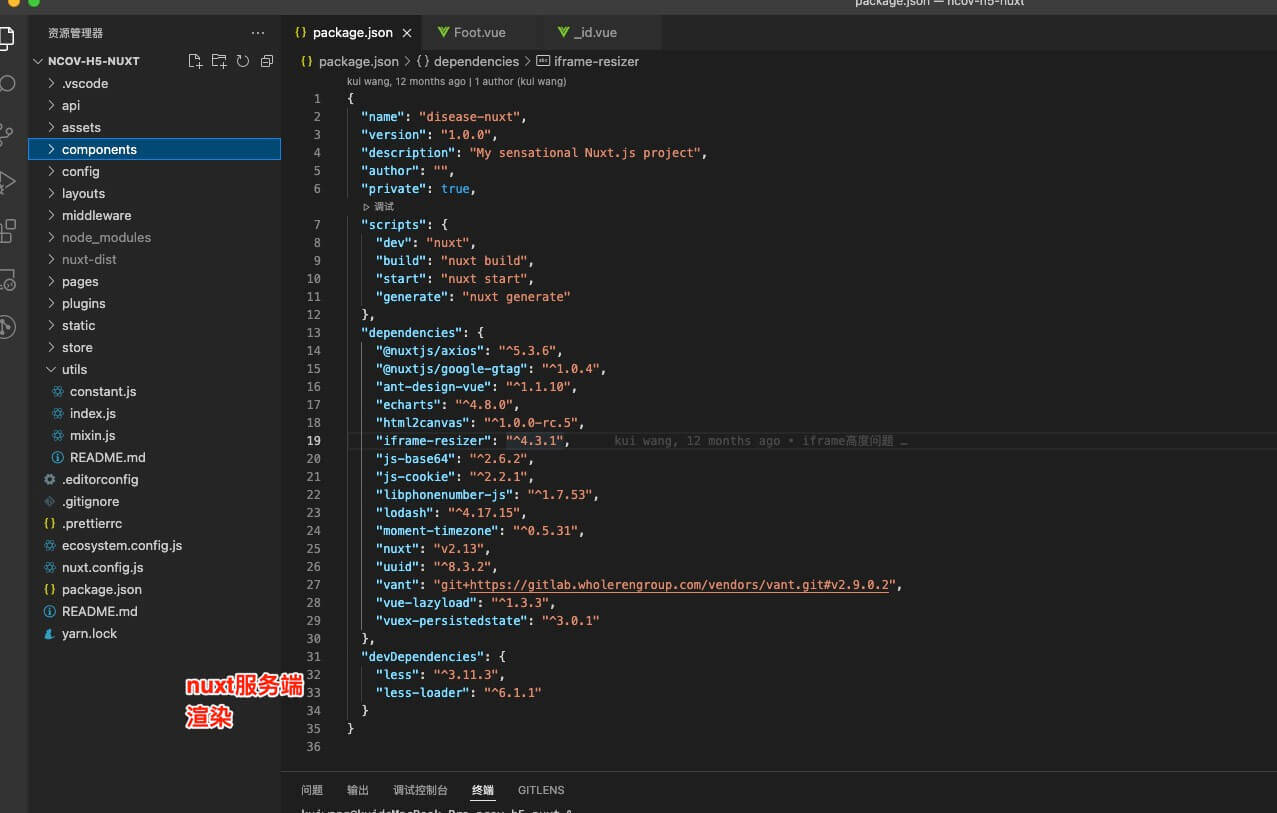 package.json — ncov-h5-nuxt
资源管理器
NCOV-H5-NUXT
.vscode
api
assets
components
config
layouts
middleware
node_modules
nuxt-dist
pages
plugins
static
store
utils
constant.js
index.js
mixin.js
README.md
.editorconfig
.gitignore
.prettierrc
ecosystem.config.js
nuxt.config.js
package.json
README.md
yarn.lock
nuxt服务端
渲染
package.json Foot.vue _id.vue
package.json > {} dependencies > iframe-resizer
kui wang, 12 months ago | 1 author (kui wang)
1 {
2 "name": "disease-nuxt",
3 "version": "1.0.0",
4 "description": "My sensational Nuxt.js project",
5 "author": "",
6 "private": true,
调试
7 "scripts": {
8 "dev": "nuxt",
9 "build": "nuxt build",
10 "start": "nuxt start",
11 "generate": "nuxt generate"
12 },
13 "dependencies": {
14 "@nuxtjs/axios": "^5.3.6",
15 "@nuxtjs/google-gtag": "^1.0.4",
16 "ant-design-vue": "^1.1.10",
17 "echarts": "^4.8.0",
18 "html2canvas": "^1.0.0-rc.5",
19 "iframe-resizer": "^4.3.1", kui wang, 12 months ago • iframe高度问题 …
20 "js-base64": "^2.6.2",
21 "js-cookie": "^2.2.1",
22 "libphonenumber-js": "^1.7.53",
23 "lodash": "^4.17.15",
24 "moment-timezone": "^0.5.31",
25 "nuxt": "v2.13",
26 "uuid": "^8.3.2",
27 "vant": "git+https://gitlab.wholerengroup.com/vendors/vant.git#v2.9.0.2",
28 "vue-lazyload": "^1.3.3",
29 "vuex-persistedstate": "^3.0.1"
30 },
31 "devDependencies": {
32 "less": "^3.11.3",
33 "less-loader": "^6.1.1"
34 }
35 }
36
问题 输出 调试控制台 终端 GITLENS